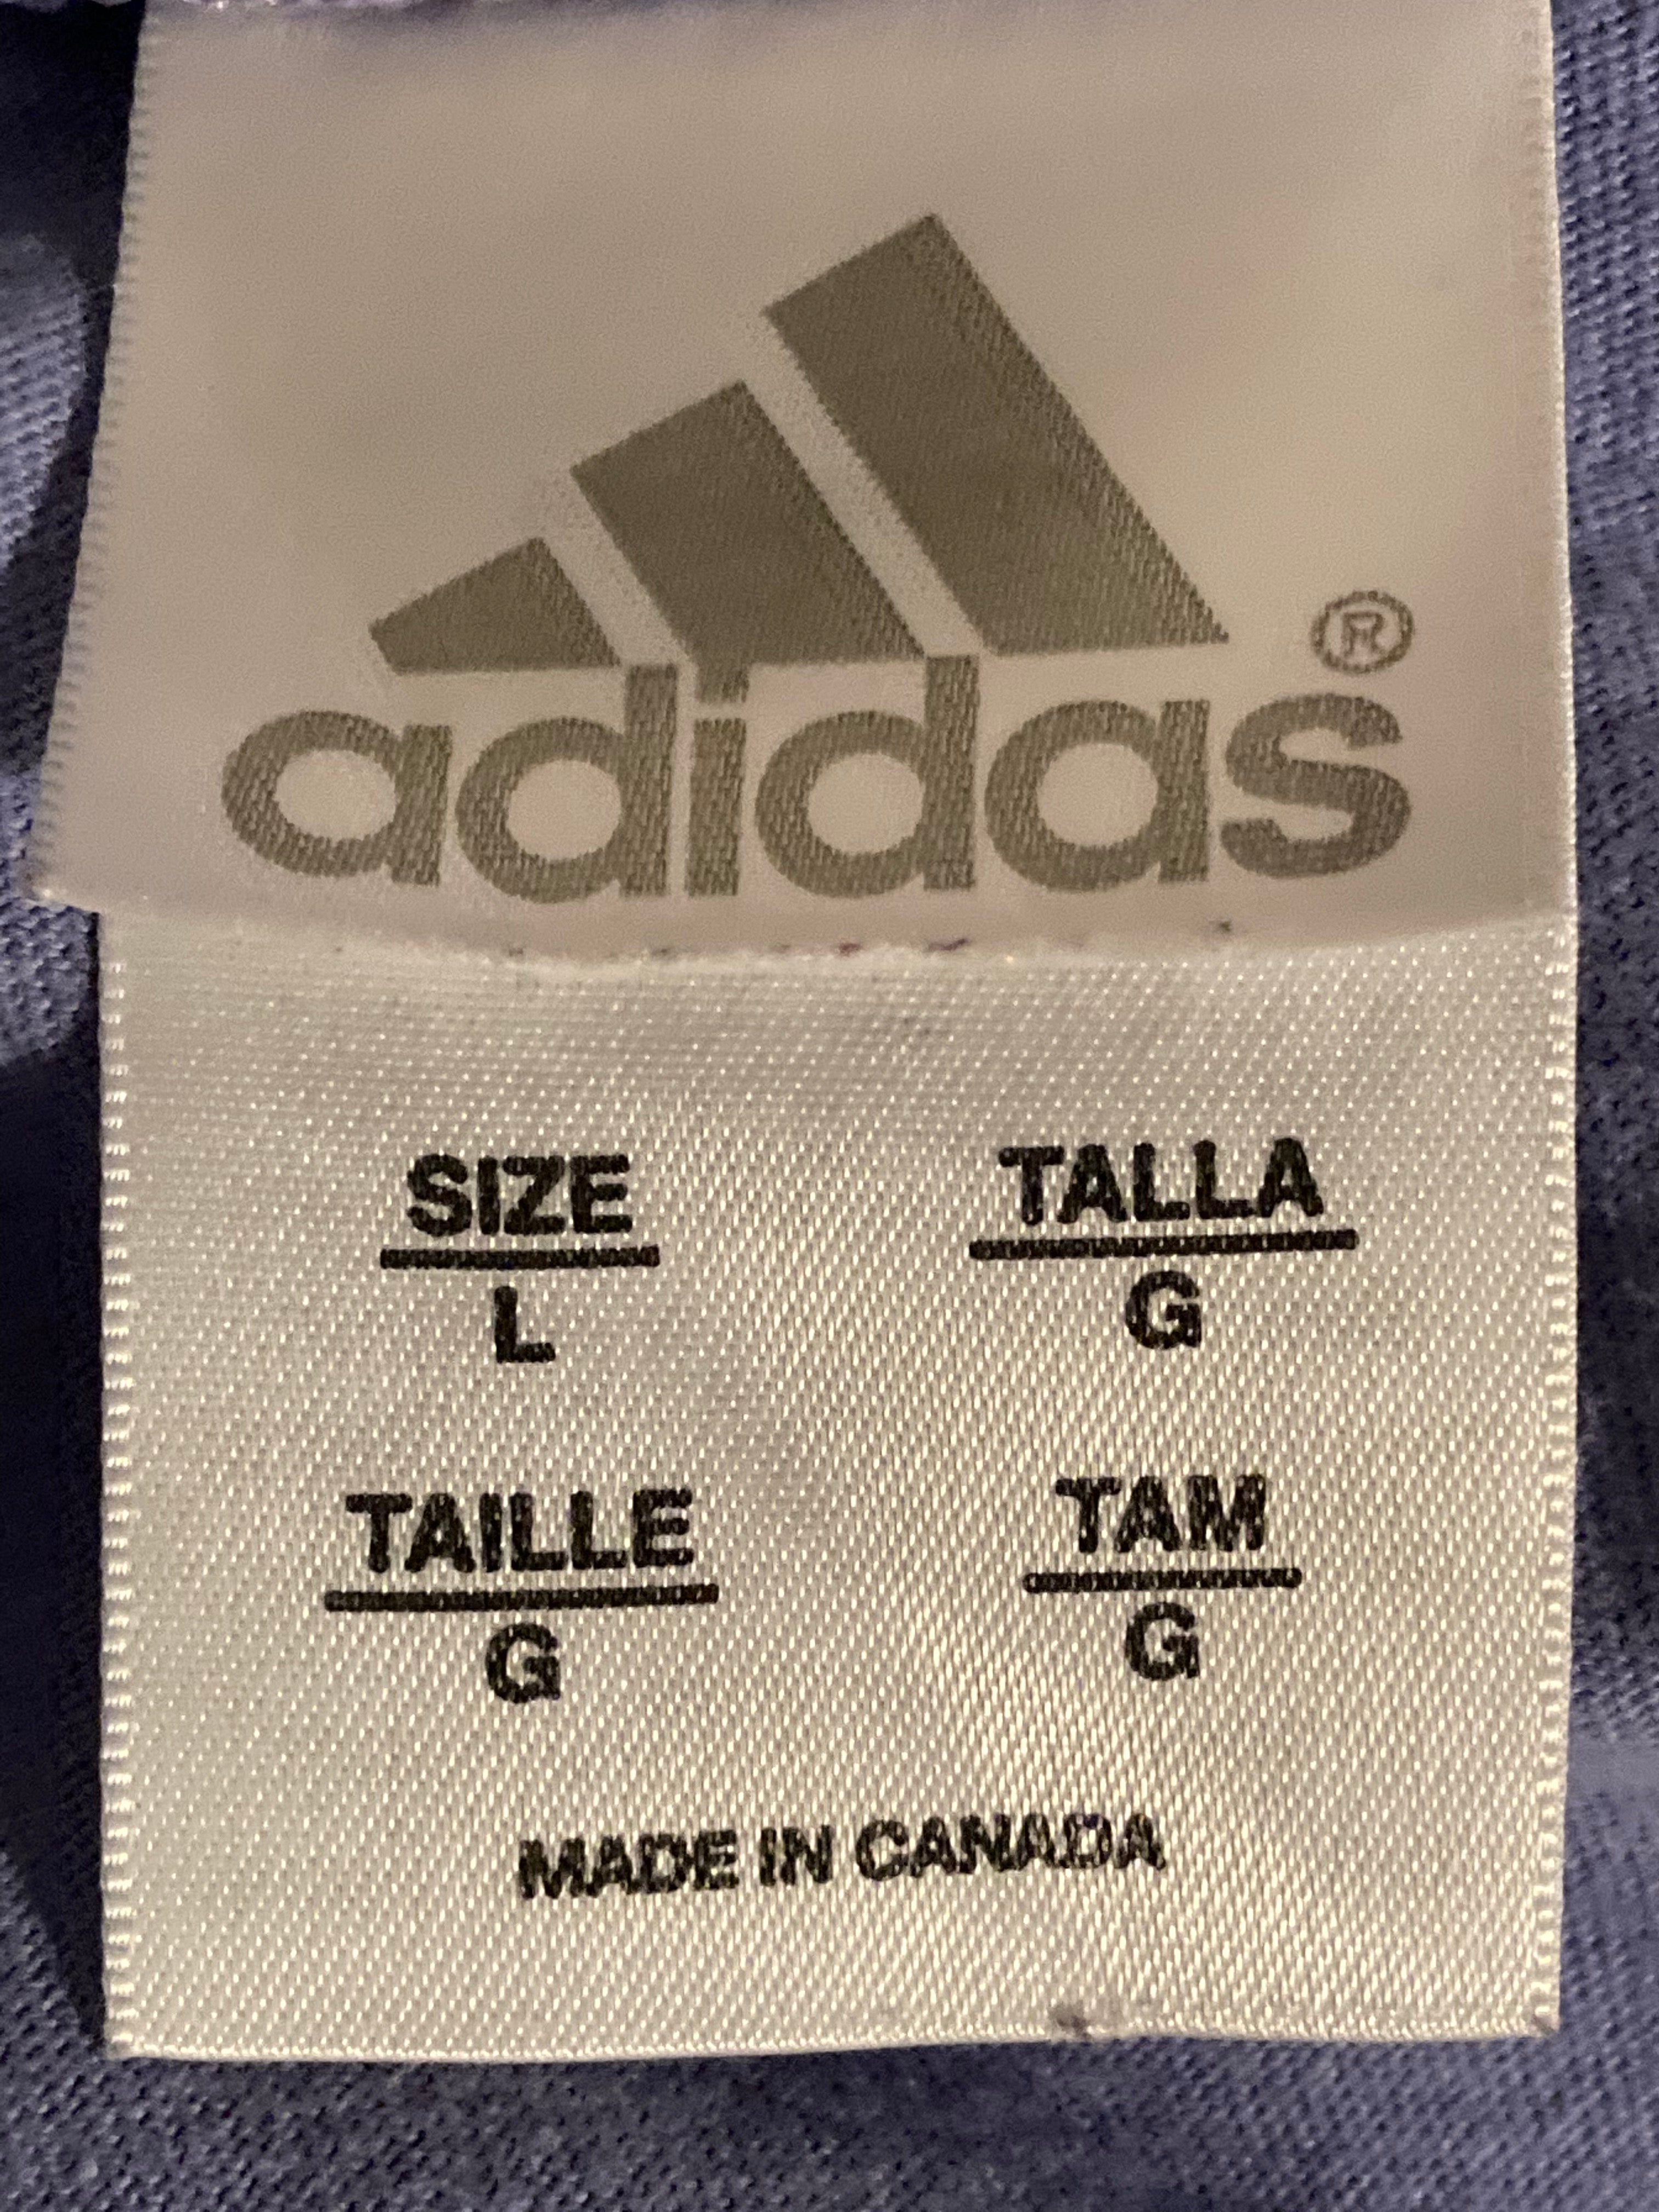 adidas®
SIZE TALLA
L G
TAILLE TAM
G G
MADE IN CANADA